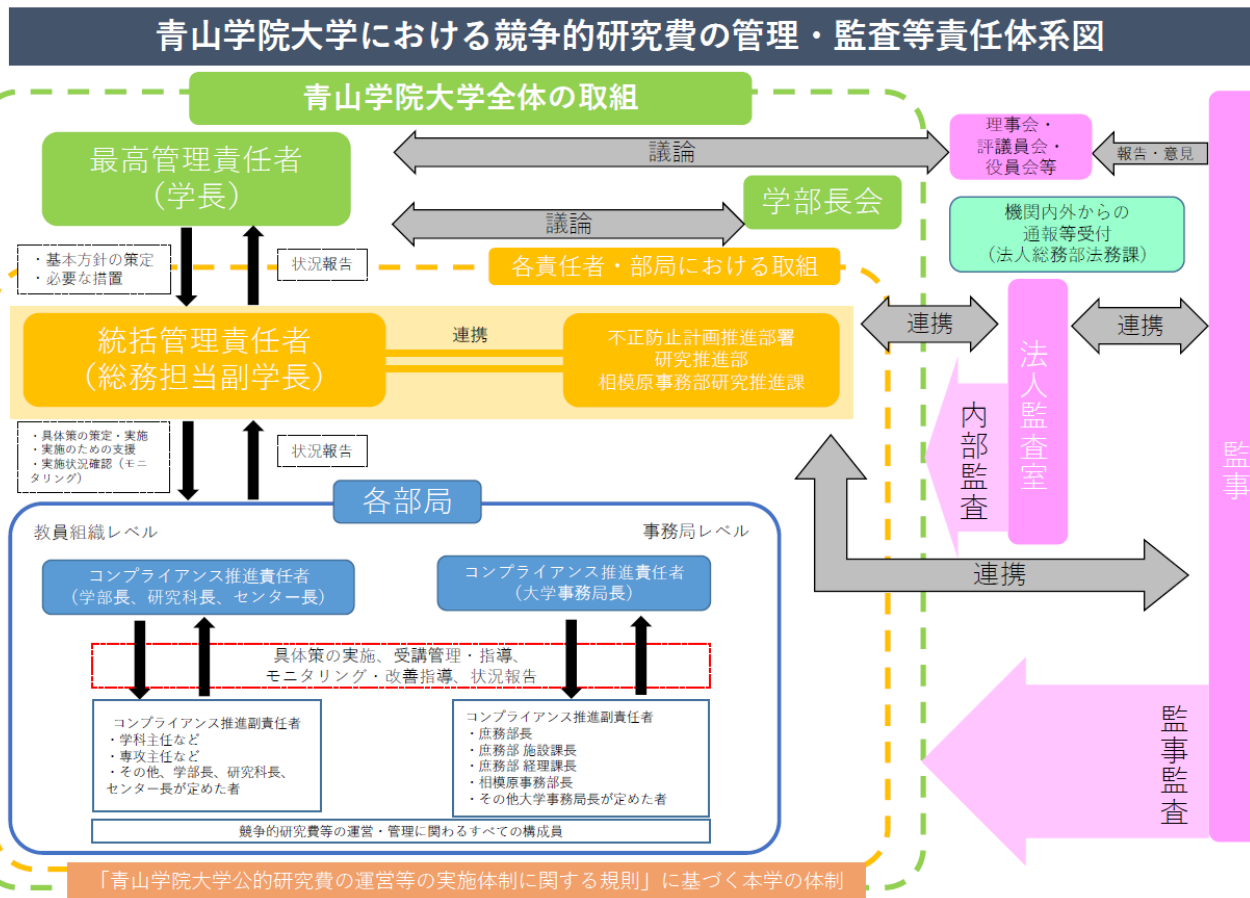 青山学院大学における競争的研究費の管理・監査等責任体系図
青山学院大学全体の取組
最高管理責任者
（学長）
議論
理事会・
評議員会・
役員会等
報告・意見
議論
学部長会
機関内外からの
通報等受付
（法人総務部法務課）
・基本方針の策定
・必要な措置
状況報告
各責任者・部局における取組
統括管理責任者
（総務担当副学長）
連携
不正防止計画推進部署
研究推進部
相模原事務部研究推進課
連携
法人監査室
連携
監事
内部監査
・具体策の策定・実施
・実施のための支援
・実施状況確認（モニ
タリング）
状況報告
各部局
教員組織レベル
事務局レベル
コンプライアンス推進責任者
（学部長、研究科長、センター長）
コンプライアンス推進責任者
（大学事務局長）
連携
具体策の実施、受講管理・指導、
モニタリング・改善指導、状況報告
コンプライアンス推進副責任者
・学科主任など
・専攻主任など
・その他、学部長、研究科長、
センター長が定めた者
コンプライアンス推進副責任者
・庶務部長
・庶務部 施設課長
・庶務部 経理課長
・相模原事務部長
・その他大学事務局長が定めた者
監事監査
競争的研究費等の運営・管理に関わるすべての構成員
「青山学院大学公的研究費の運営等の実施体制に関する規則」に基づく本学の体制